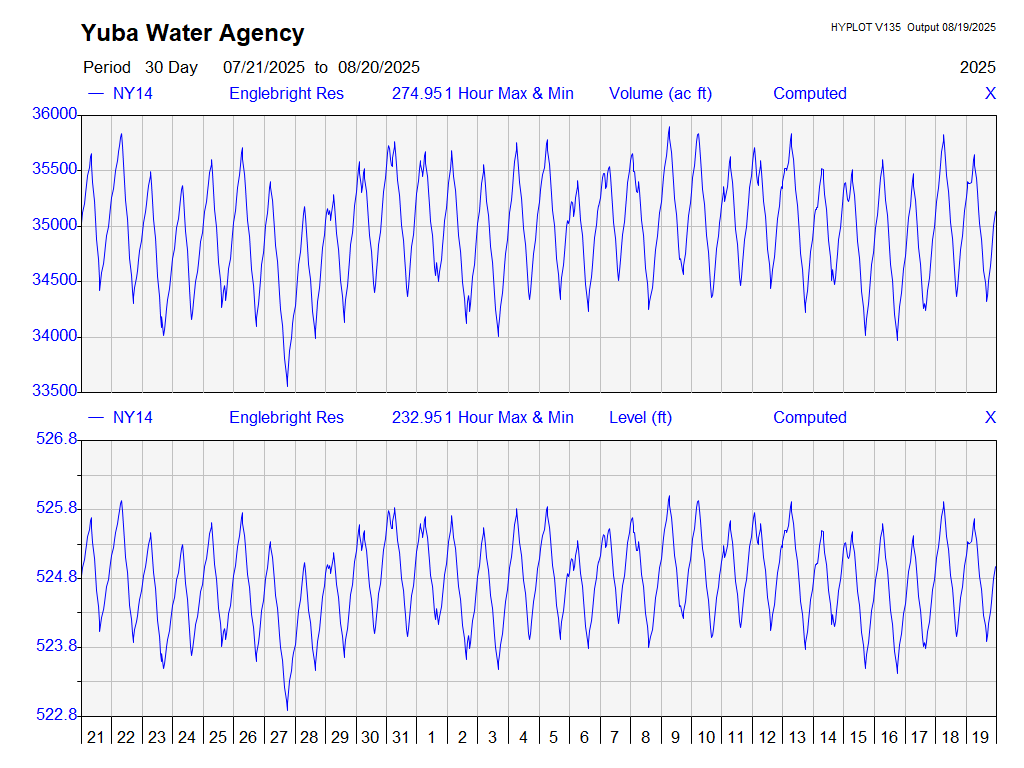 Yuba Water Agency
HYPLOT V135 Output 08/19/2025
Period 30 Day 07/21/2025 to 08/20/2025 2025
NY14 Englebright Res 274.951 Hour Max & Min Volume (ac ft) Computed X
36000
35500
35000
34500
34000
33500
NY14 Englebright Res 232.951 Hour Max & Min Level (ft) Computed X
526.8
525.8
524.8
523.8
522.8
21 22 23 24 25 26 27 28 29 30 31 1 2 3 4 5 6 7 8 9 10 11 12 13 14 15 16 17 18 19